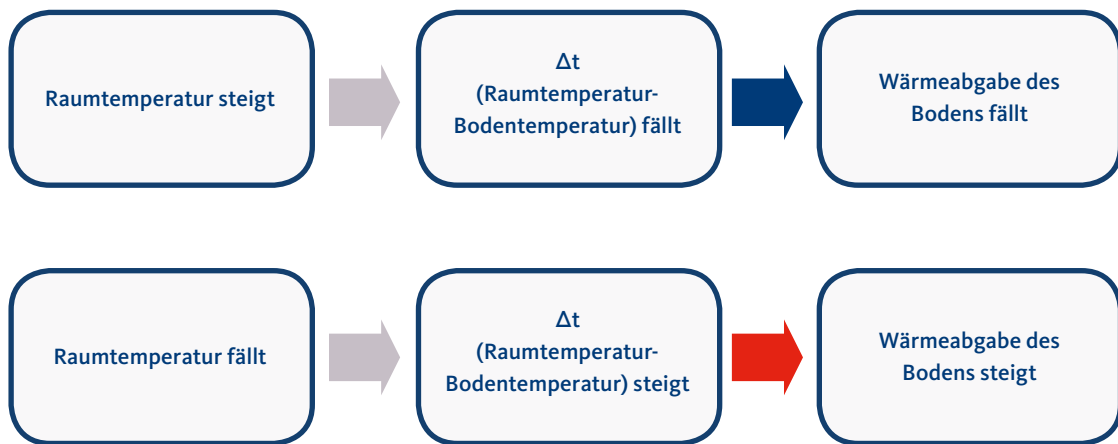 Raumtemperatur steigt
Δt
(Raumtemperatur-
Bodentemperatur) fällt
Wärmeabgabe des
Bodens fällt
Raumtemperatur fällt
Δt
(Raumtemperatur-
Bodentemperatur) steigt
Wärmeabgabe des
Bodens steigt